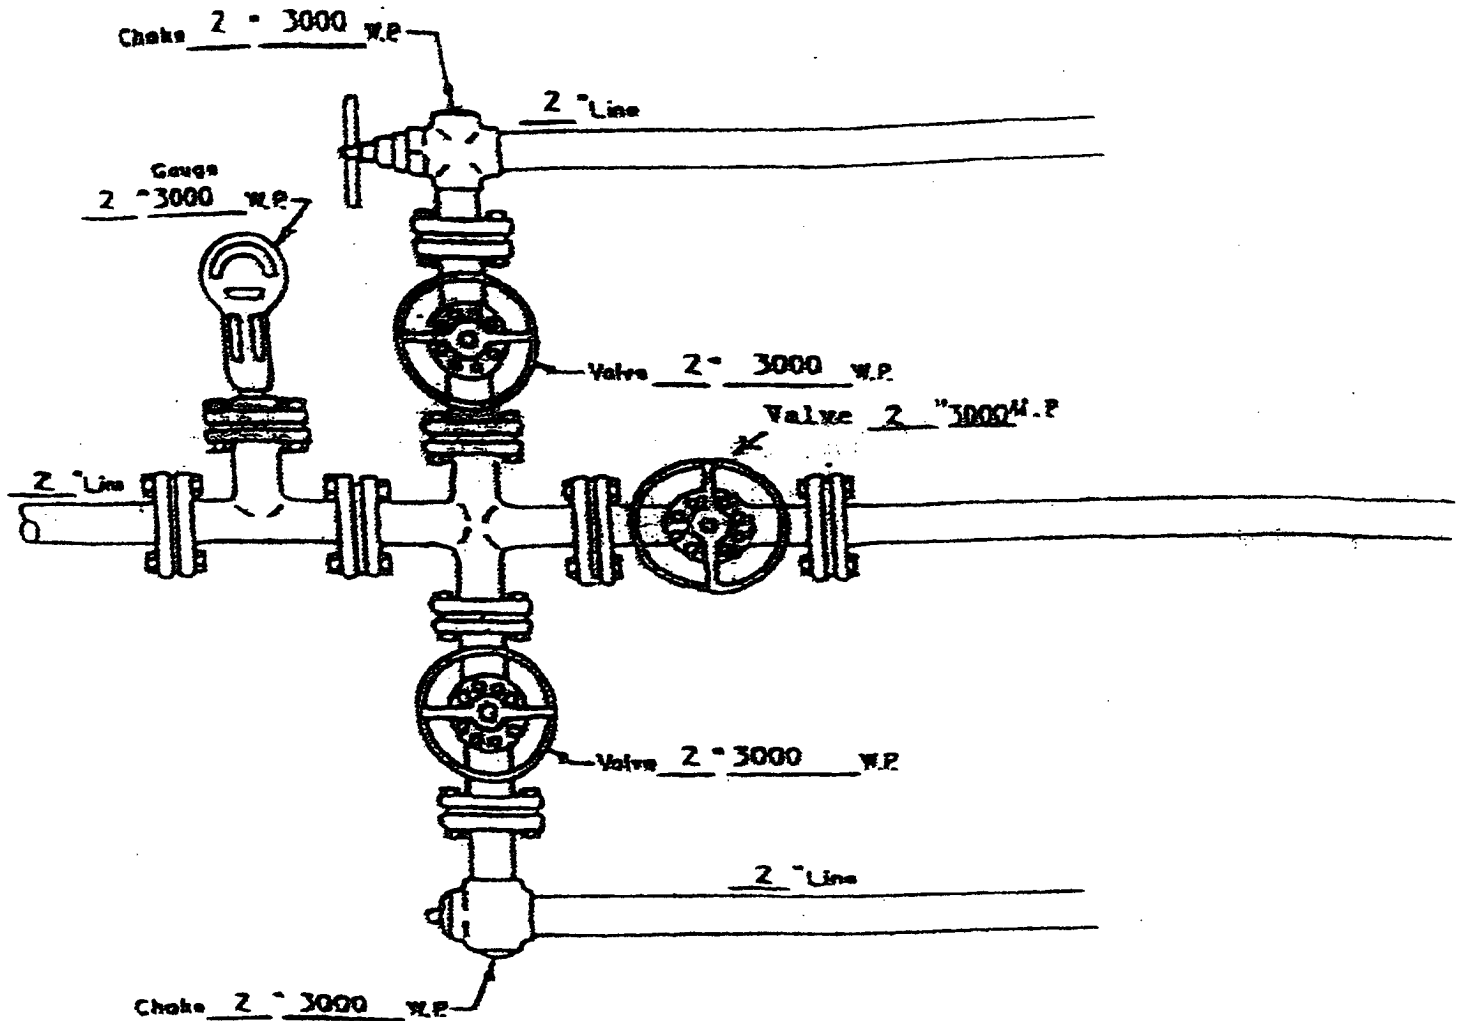 Choke 2 " 3000 W.P.
2 " Line
Gauge
2 " 3000 W.P.
Valve 2 " 3000 W.P.
Valve 2 " 3000 W.P
2 " Line
Valve 2 " 3000 W.P.
2 " Line
Choke 2 " 3000 W.P.